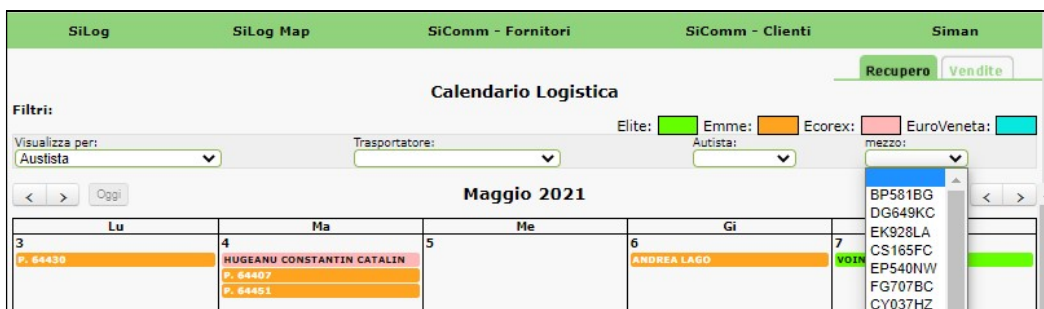 SiLog SiLog Map SiComm - Fornitori SiComm - Clienti Siman
Recupero Vendite
Calendario Logistica
Filtri:
Elite: Emme: Ecorex: EuroVeneta:
Visualizza per: Trasportatore: Autista: mezzo:
Austista
< > Oggi Maggio 2021 < >
BP581BG
DG649KC
EK928LA
CS165FC
EP540NW
FG707BC
CY037HZ
Lu Ma Me Gi
3 4 5 6 7
P. 64430 HUGEANU CONSTANTIN CATALIN ANDREA LAGO
P. 64407
P. 64451